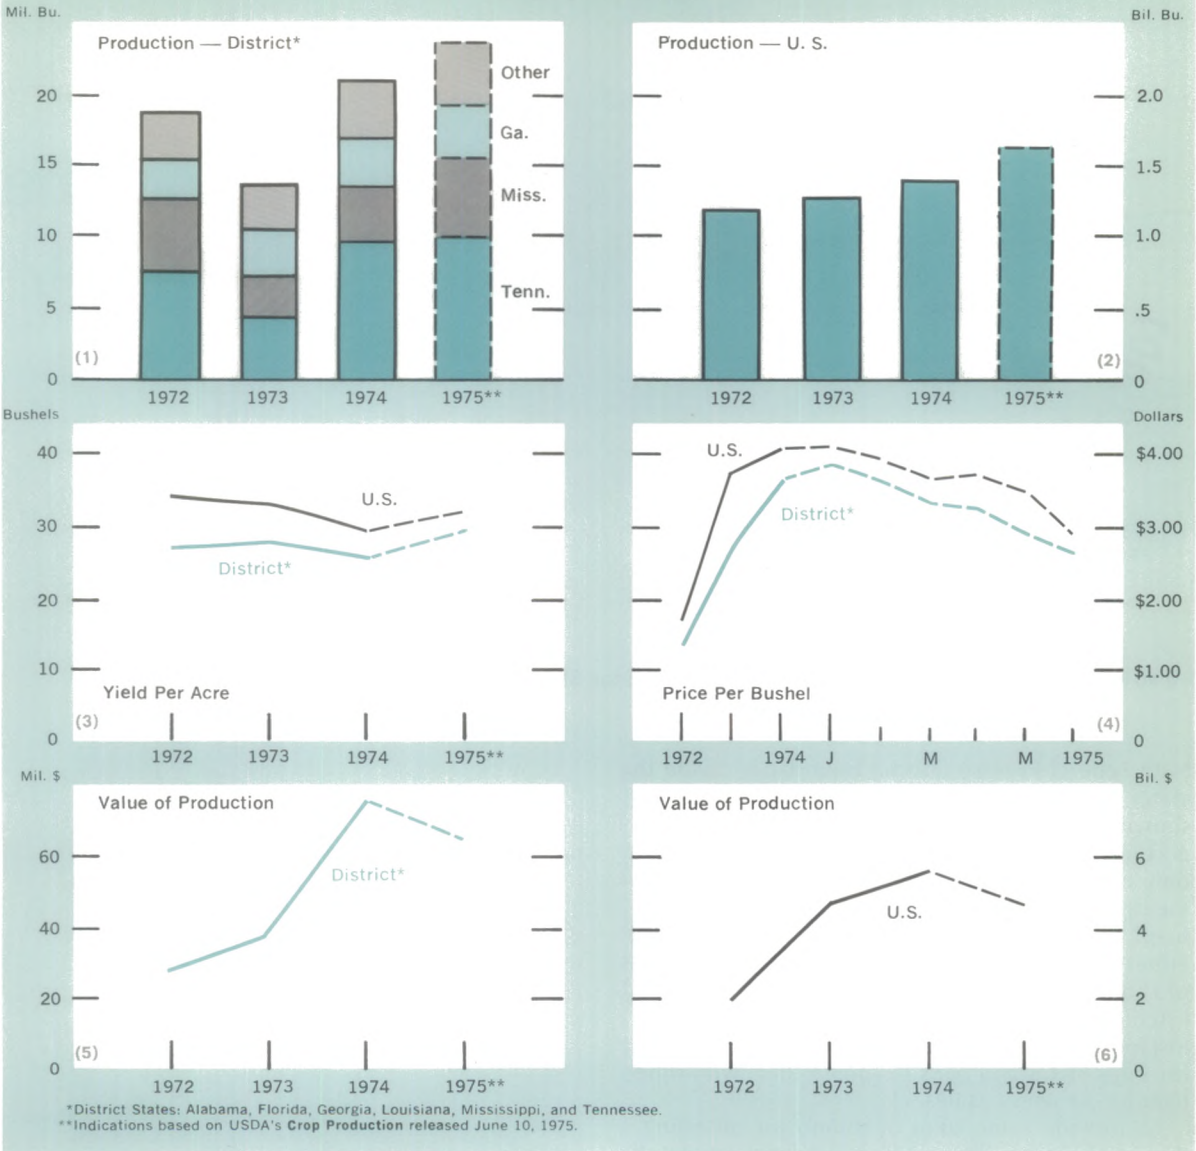 Mil. Bu.
Production — District*
20
15
10
5
0
Other
Ga.
Miss.
Tenn.
(1)
1972 1973 1974 1975**
Bil. Bu.
Production — U. S.
2.0
1.5
1.0
.5
0
(2)
1972 1973 1974 1975**
Bushels
40
30
20
10
0
U.S.
District*
Yield Per Acre
(3)
1972 1973 1974 1975**
Dollars
$4.00
$3.00
$2.00
$1.00
0
U.S.
District*
Price Per Bushel
(4)
1972 1974 J M M 1975
Mil. $
Value of Production
60
40
20
0
District*
(5)
1972 1973 1974 1975**
Bil. $
Value of Production
6
4
2
0
U.S.
(6)
1972 1973 1974 1975**
*District States: Alabama, Florida, Georgia, Louisiana, Mississippi, and Tennessee.
**Indications based on USDA's Crop Production released June 10, 1975.